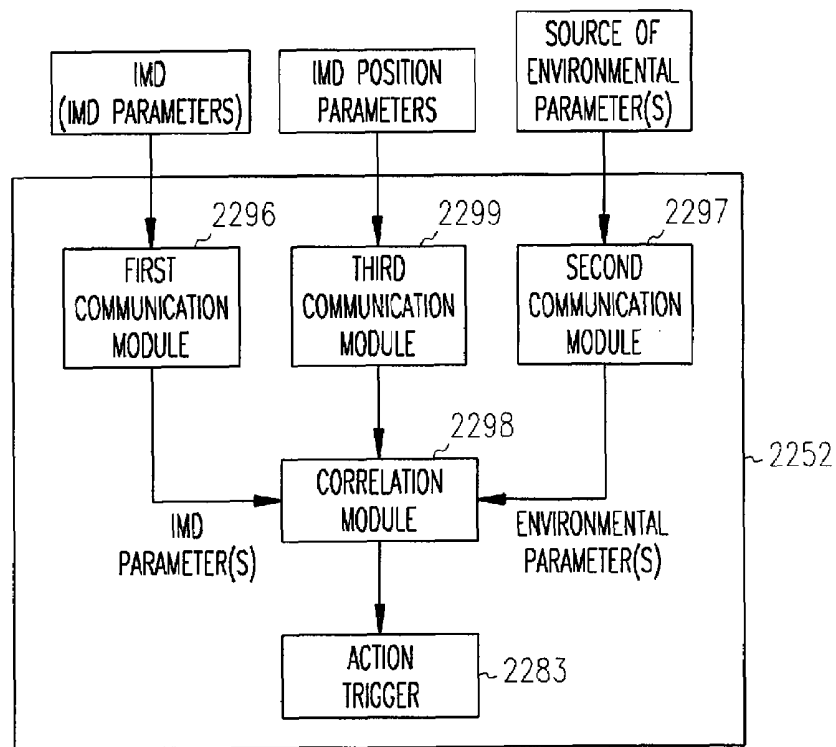 IMD
(IMD PARAMETERS)
IMD POSITION
PARAMETERS
SOURCE OF
ENVIRONMENTAL
PARAMETER(S)
2296
FIRST
COMMUNICATION
MODULE
2299
THIRD
COMMUNICATION
MODULE
2297
SECOND
COMMUNICATION
MODULE
2298
CORRELATION
MODULE
2252
IMD
PARAMETER(S)
ENVIRONMENTAL
PARAMETER(S)
ACTION
TRIGGER
2283